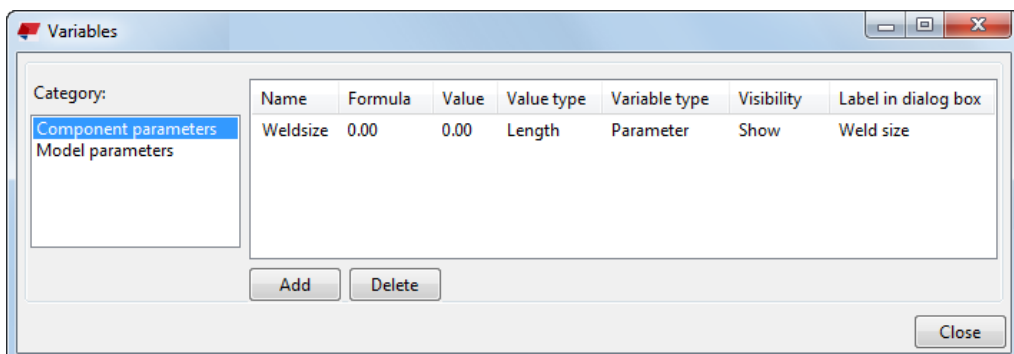 Variables
Category:
Component parameters
Model parameters
Name Formula Value Value type Variable type Visibility Label in dialog box
Weldsize 0.00 0.00 Length Parameter Show Weld size
Add Delete
Close